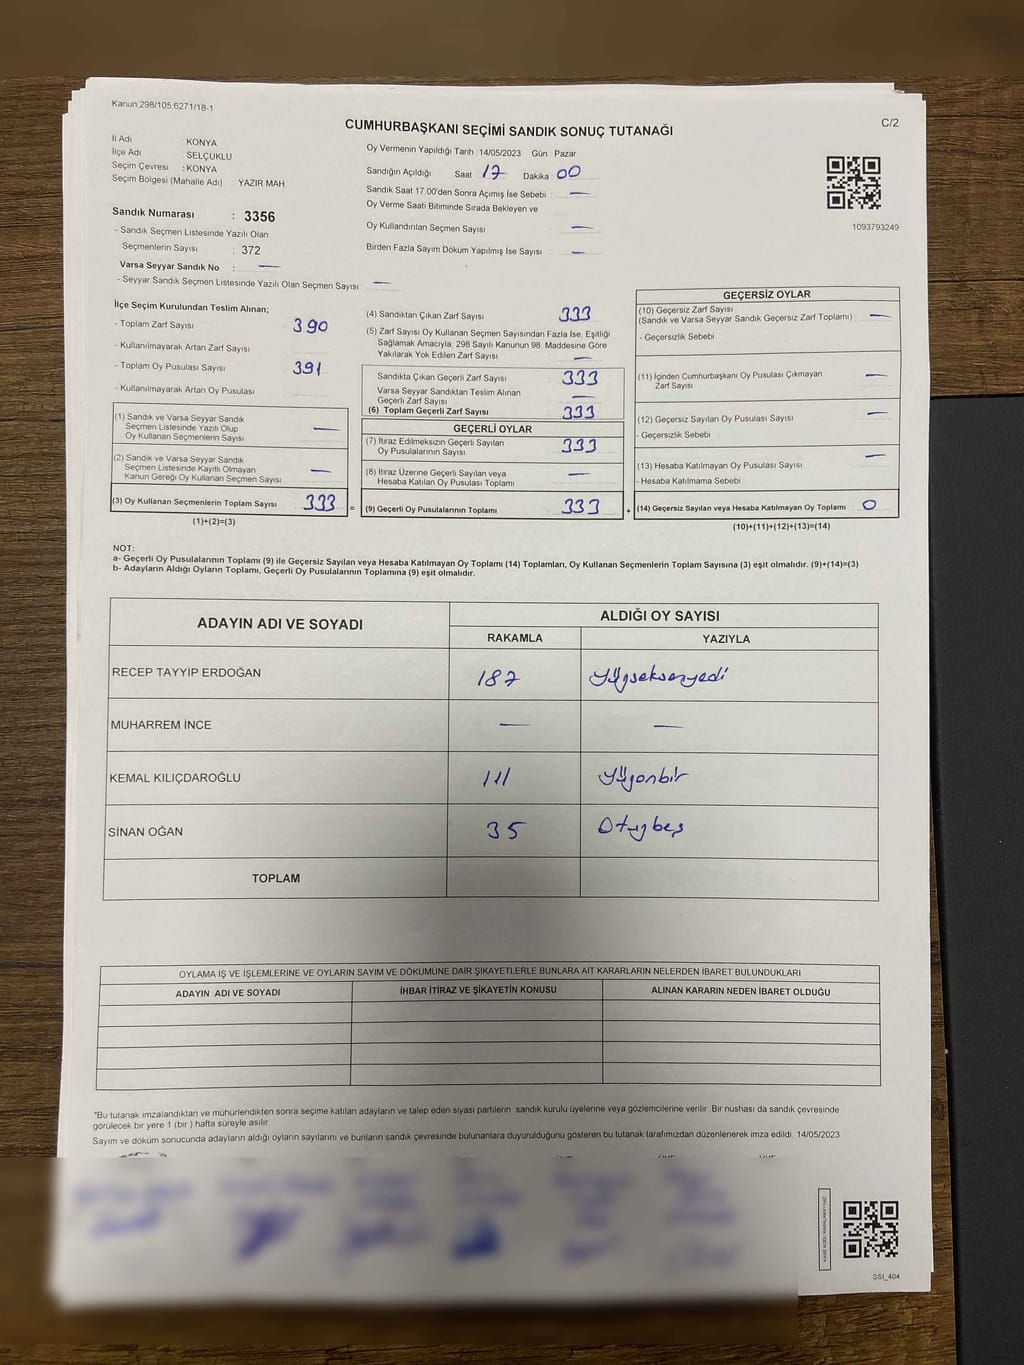 Kanun:298/105.6271/18-1
C/2
CUMHURBAŞKANI SEÇİMİ SANDIK SONUÇ TUTANAĞI
İl Adı KONYA
İlçe Adı SELÇUKLU
Seçim Çevresi : KONYA
Seçim Bölgesi (Mahalle Adı) : YAZIR MAH
Sandık Numarası : 3356
- Sandık Seçmen Listesinde Yazılı Olan
Seçmenlerin Sayısı : 372
Varsa Seyyar Sandık No : —
- Seyyar Sandık Seçmen Listesinde Yazılı Olan Seçmen Sayısı : —
Oy Vermenin Yapıldığı Tarih : 14/05/2023 Gün : Pazar
Sandığın Açıldığı Saat 17 Dakika 00
Sandık Saat 17:00'den Sonra Açımış İse Sebebi : —
Oy Verme Saati Bitiminde Sırada Bekleyen ve
Oy Kullandırılan Seçmen Sayısı : —
Birden Fazla Sayım Döküm Yapılmış İse Sayısı : —
1093793249
İlçe Seçim Kurulundan Teslim Alınan;
- Toplam Zarf Sayısı : 390
- Kullanılmayarak Artan Zarf Sayısı :
- Toplam Oy Pusulası Sayısı : 391
- Kullanılmayarak Artan Oy Pusulası :
(1) Sandık ve Varsa Seyyar Sandık
Seçmen Listesinde Yazılı Olup
Oy Kullanan Seçmenlerin Sayısı : —
(2) Sandık ve Varsa Seyyar Sandık
Seçmen Listesinde Kayıtlı Olmayan
Kanun Gereği Oy Kullanan Seçmen Sayısı : —
(3) Oy Kullanan Seçmenlerin Toplam Sayısı : 333 =
(1)+(2)=(3)
(4) Sandıktan Çıkan Zarf Sayısı : 333
(5) Zarf Sayısı Oy Kullanan Seçmen Sayısından Fazla İse, Eşitliği
Sağlamak Amacıyla, 298 Sayılı Kanunun 98. Maddesine Göre
Yakılarak Yok Edilen Zarf Sayısı : —
Sandıkta Çıkan Geçerli Zarf Sayısı : 333
Varsa Seyyar Sandıktan Teslim Alınan
Geçerli Zarf Sayısı : —
(6) Toplam Geçerli Zarf Sayısı : 333
GEÇERLİ OYLAR
(7) İtiraz Edilmeksizin Geçerli Sayılan
Oy Pusulalarının Sayısı : 333
(8) İtiraz Üzerine Geçerli Sayılan veya
Hesaba Katılan Oy Pusulası Toplamı : —
(9) Geçerli Oy Pusulalarının Toplamı : 333 +
GEÇERSİZ OYLAR
(10) Geçersiz Zarf Sayısı
(Sandık ve Varsa Seyyar Sandık Geçersiz Zarf Toplamı) : —
- Geçersizlik Sebebi :
(11) İçinden Cumhurbaşkanı Oy Pusulası Çıkmayan
Zarf Sayısı : —
(12) Geçersiz Sayılan Oy Pusulası Sayısı : —
- Geçersizlik Sebebi :
(13) Hesaba Katılmayan Oy Pusulası Sayısı : —
- Hesaba Katılmama Sebebi :
(14) Geçersiz Sayılan veya Hesaba Katılmayan Oy Toplamı : 0
(10)+(11)+(12)+(13)=(14)
NOT:
a- Geçerli Oy Pusulalarının Toplamı (9) ile Geçersiz Sayılan veya Hesaba Katılmayan Oy Toplamı (14) Toplamları, Oy Kullanan Seçmenlerin Toplam Sayısına (3) eşit olmalıdır. (9)+(14)=(3)
b- Adayların Aldığı Oyların Toplamı, Geçerli Oy Pusulalarının Toplamına (9) eşit olmalıdır.
ADAYIN ADI VE SOYADI ALDIĞI OY SAYISI
RAKAMLA YAZIYLA
RECEP TAYYİP ERDOĞAN 187 Yüzseksenyedi
MUHARREM İNCE — —
KEMAL KILIÇDAROĞLU 111 Yüzonbir
SİNAN OĞAN 35 Otuzbeş
TOPLAM
OYLAMA İŞ VE İŞLEMLERİNE VE OYLARIN SAYIM VE DÖKÜMÜNE DAİR ŞİKAYETLERLE BUNLARA AİT KARARLARIN NELERDEN İBARET BULUNDUKLARI
ADAYIN ADI VE SOYADI İHBAR İTİRAZ VE ŞİKAYETİN KONUSU ALINAN KARARIN NEDEN İBARET OLDUĞU
*Bu tutanak imzalandıktan ve mühürlendikten sonra seçime katılan adayların ve talep eden siyasi partilerin sandık kurulu üyelerine veya gözlemcilerine verilir. Bir nüshası da sandık çevresinde
görülecek bir yere 1 (bir ) hafta süreyle asılır.
Sayım ve döküm sonucunda adayların aldığı oyların sayılarını ve bunların sandık çevresinde bulunanlara duyurulduğunu gösteren bu tutanak tarafımızdan düzenlenerek imza edildi. 14/05/2023
SSI_404